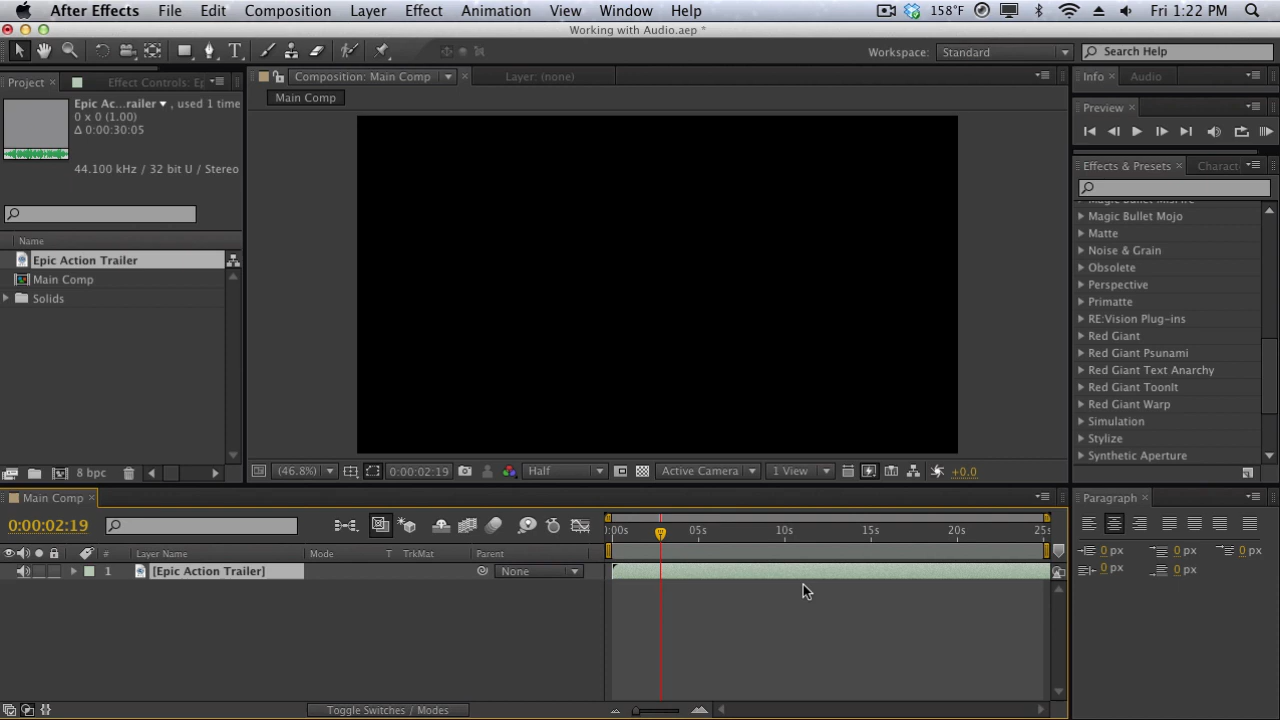 After Effects File Edit Composition Layer Effect Animation View Window Help 158°F Fri 1:22 PM
Working with Audio.aep *
Workspace: Standard Search Help
Project Effect Controls: Ep Composition: Main Comp Layer: (none) Info Audio
Main Comp
Epic Ac...railer , used 1 time
0 x 0 (1.00)
Δ 0:00:30:05
44.100 kHz / 32 bit U / Stereo
Name
Epic Action Trailer
Main Comp
Solids
8 bpc
(46.8%) 0:00:02:19 Half Active Camera 1 View +0.0
Preview
Effects & Presets Charact
Magic Bullet Mojo
Matte
Noise & Grain
Obsolete
Perspective
Primatte
RE:Vision Plug-ins
Red Giant
Red Giant Psunami
Red Giant Text Anarchy
Red Giant ToonIt
Red Giant Warp
Simulation
Stylize
Synthetic Aperture
Main Comp
0:00:02:19
:00s 05s 10s 15s 20s 25s
# Layer Name Mode T TrkMat Parent
1 [Epic Action Trailer] None
Toggle Switches / Modes
Paragraph
0 px 0 px 0 px
0 px 0 px